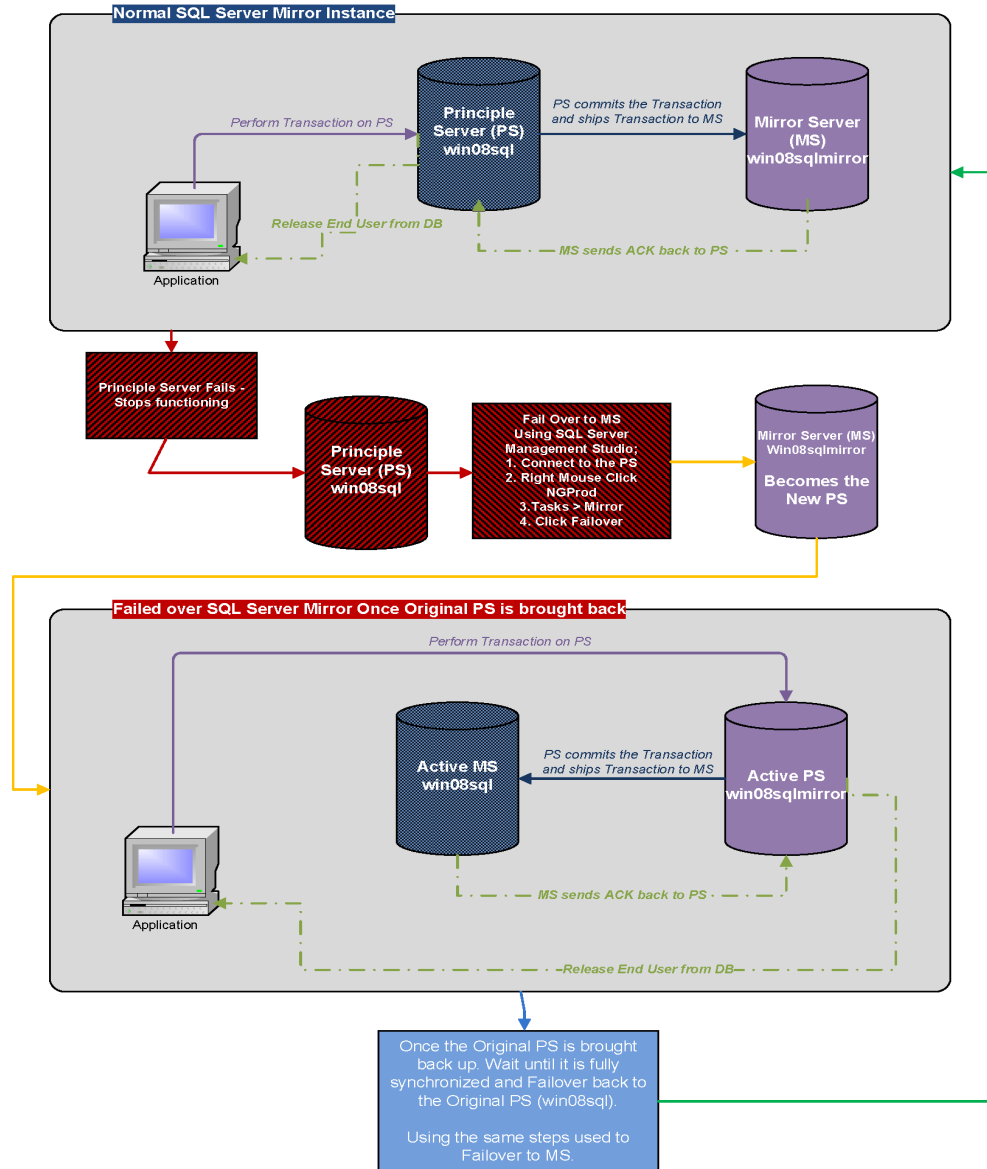 Normal SQL Server Mirror Instance
Perform Transaction on PS
Principle
Server (PS)
win08sql
PS commits the Transaction
and ships Transaction to MS
Mirror Server
(MS)
win08sqlmirror
Release End User from DB
MS sends ACK back to PS
Application
Principle Server Fails -
Stops functioning
Principle
Server (PS)
win08sql
Fail Over to MS
Using SQL Server
Management Studio;
1. Connect to the PS
2. Right Mouse Click
NGProd
3.Tasks > Mirror
4. Click Failover
Mirror Server (MS)
Win08sqlmirror
Becomes the
New PS
Failed over SQL Server Mirror Once Original PS is brought back
Perform Transaction on PS
Active MS
win08sql
PS commits the Transaction
and ships Transaction to MS
Active PS
win08sqlmirror
MS sends ACK back to PS
Application
Release End User from DB
Once the Original PS is brought
back up. Wait until it is fully
synchronized and Failover back to
the Original PS (win08sql).
Using the same steps used to
Failover to MS.